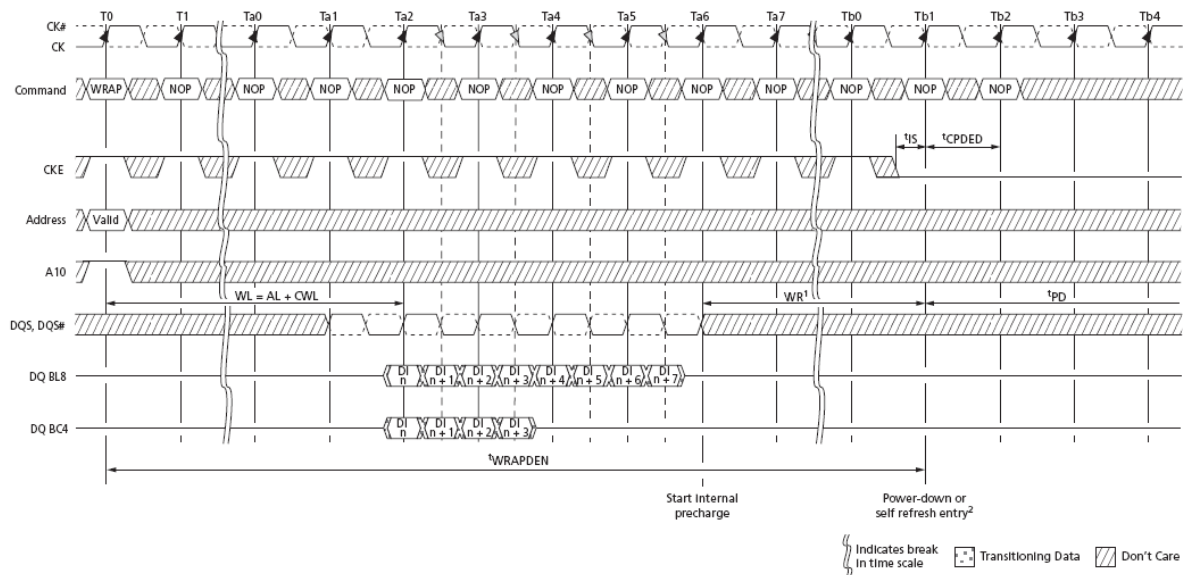 T0 T1 Ta0 Ta1 Ta2 Ta3 Ta4 Ta5 Ta6 Ta7 Tb0 Tb1 Tb2 Tb3 Tb4
CK#
CK
Command WRAP NOP NOP NOP NOP NOP NOP NOP NOP NOP NOP NOP NOP
tIS tCPDED
CKE
Address Valid
A10
WL = AL + CWL WR1 tPD
DQS, DQS#
DQ BL8 DI n DI n + 1 DI n + 2 DI n + 3 DI n + 4 DI n + 5 DI n + 6 DI n + 7
DQ BC4 DI n DI n + 1 DI n + 2 DI n + 3
tWRAPDEN
Start internal
precharge
Power-down or
self refresh entry2
Indicates break
in time scale
Transitioning Data
Don't Care